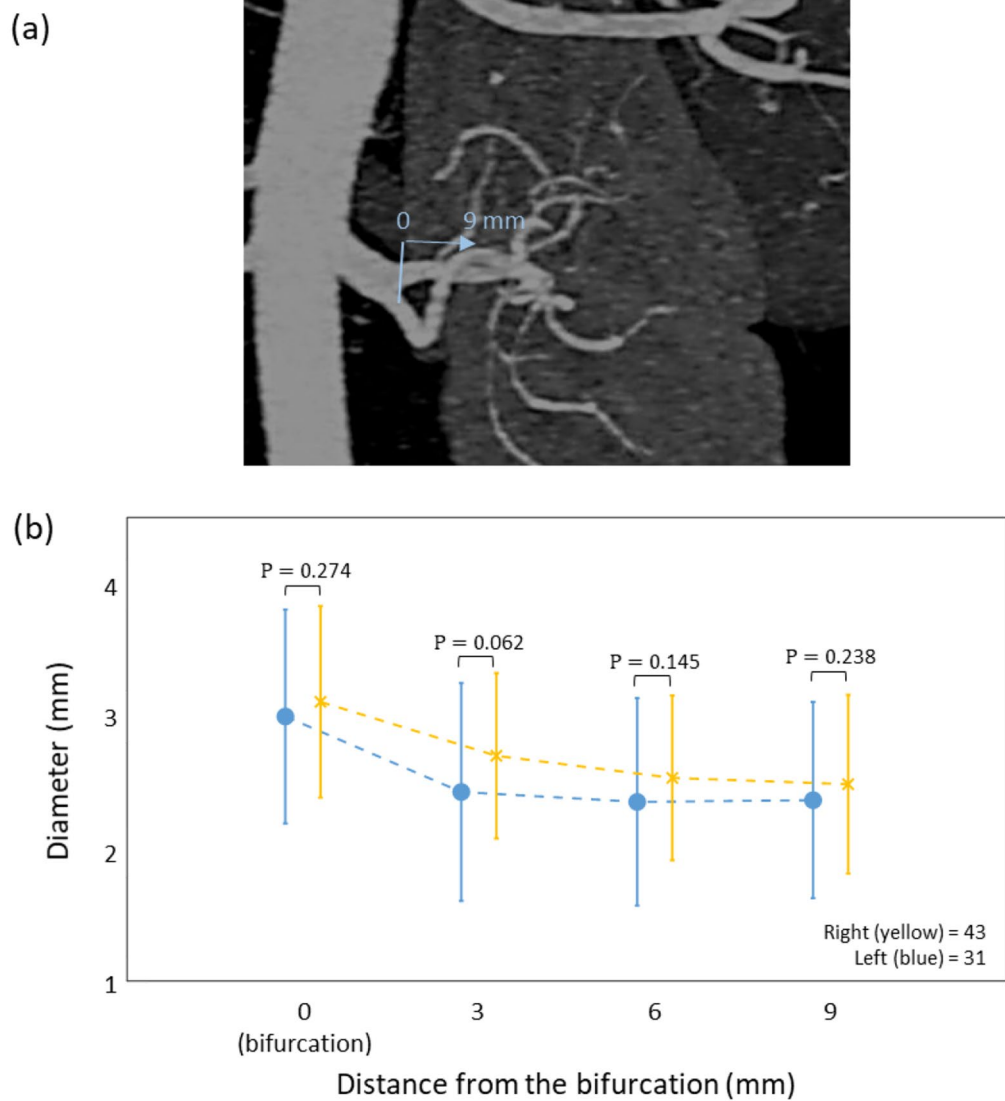 (a)
0
9 mm
(b)
P = 0.274
P = 0.062
P = 0.145
P = 0.238
4
3
2
1
Diameter (mm)
Right (yellow) = 43
Left (blue) = 31
0
3
6
9
(bifurcation)
Distance from the bifurcation (mm)